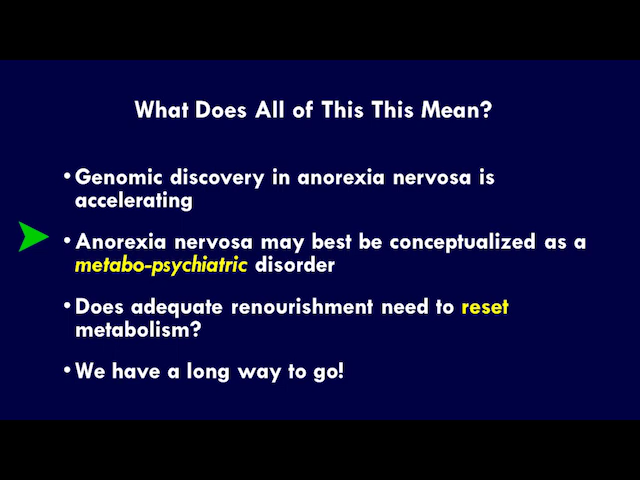 What Does All of This This Mean?
•Genomic discovery in anorexia nervosa is
accelerating
•Anorexia nervosa may best be conceptualized as a
metabo-psychiatric disorder
•Does adequate renourishment need to reset
metabolism?
•We have a long way to go!